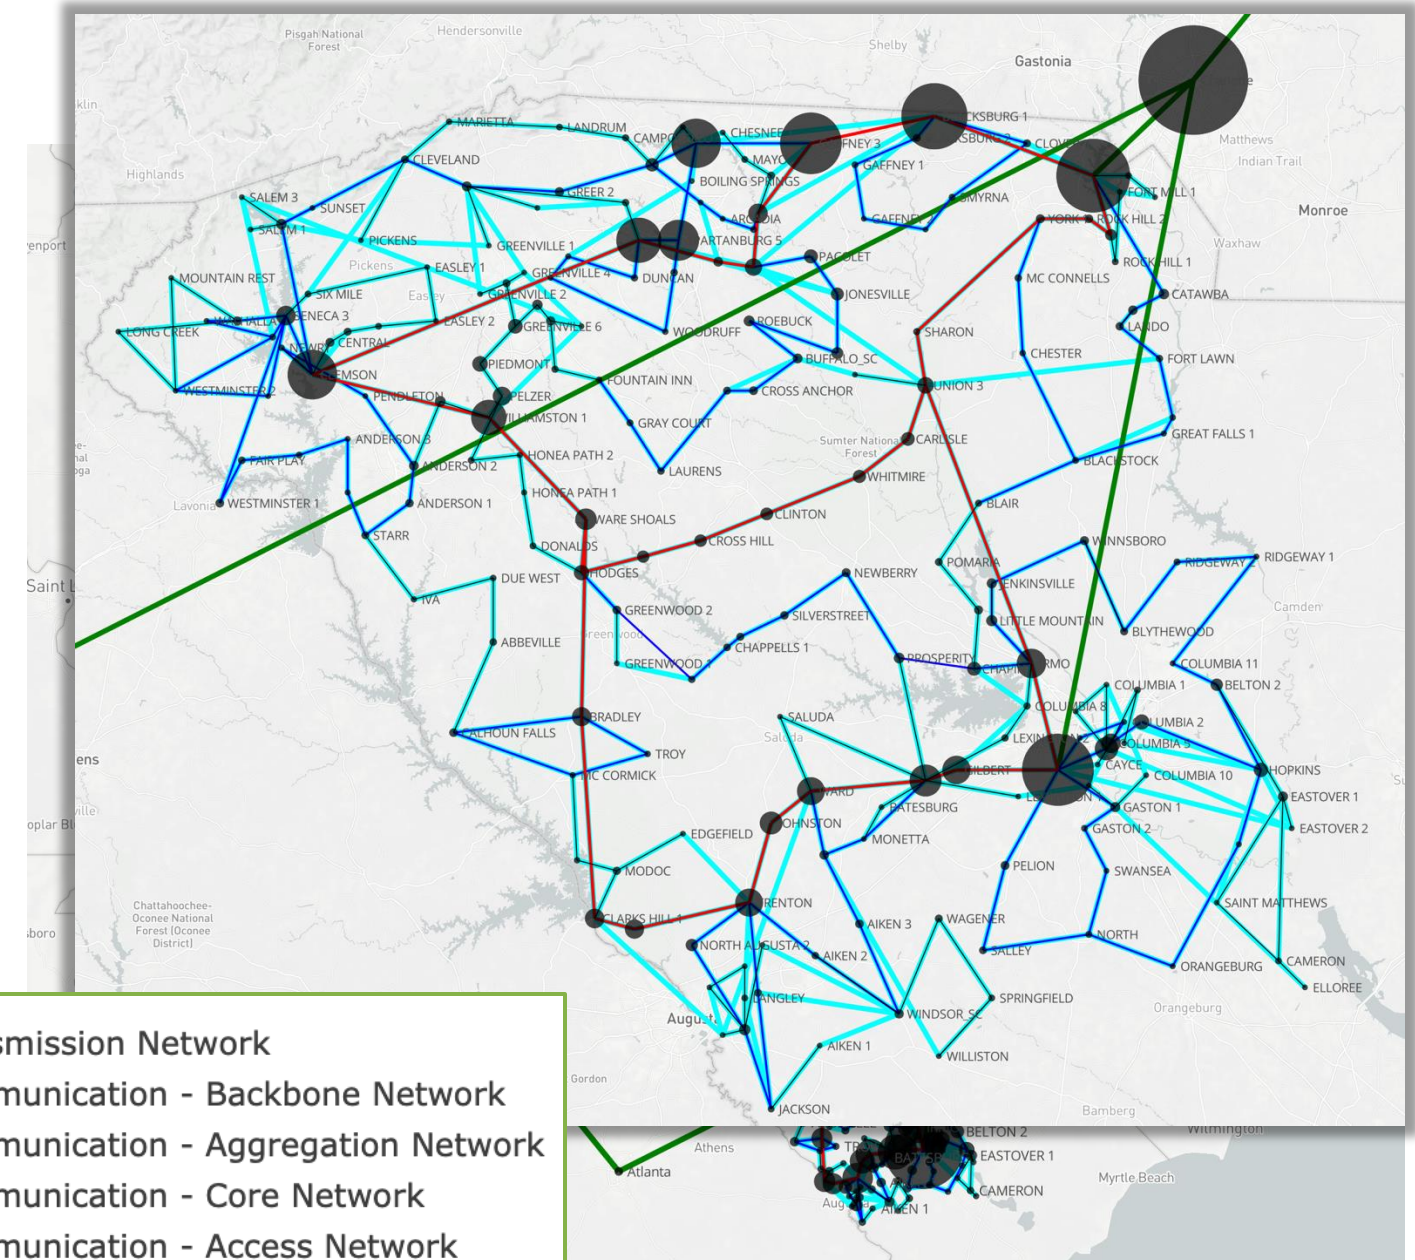 Pisgah National
Forest
Hendersonville
Shelby
Gastonia
Matthews
Indian Trail
Monroe
Highlands
Waxhaw
MARIETTA
LANDRUM
CHESNEE
CLEVELAND
BOILING SPRINGS
GAFFNEY 1
SMYRNA
FORT MILL 1
SALEM 3
SUNSET
SALEM 1
GREER 2
ARCADIA
GAFFNEY
YORK
ROCK HILL 2
PICKENS
GREENVILLE 1
PACOLET
ROCK HILL 1
Pickens
EASLEY 1
GREENVILLE 4
DUNCAN
MOUNTAIN REST
MC CONNELLS
SIX MILE
Easley
GREENVILLE 2
JONESVILLE
CATAWBA
SENECA 3
EASLEY 2
GREENVILLE 6
WOODRUFF
ROEBUCK
LANDO
LONG CREEK
CENTRAL
SHARON
PIEDMONT
BUFFALO_SC
CHESTER
FORT LAWN
WESTMINSTER 2
PENDLETON
PELZER
FOUNTAIN INN
CROSS ANCHOR
UNION 3
GRAY COURT
ANDERSON 3
Sumter National
Forest
CARLISLE
GREAT FALLS 1
FAIR PLAY
ANDERSON 2
HONEA PATH 2
LAURENS
BLACKSTOCK
WHITMIRE
Lavonia
WESTMINSTER 1
ANDERSON 1
HONEA PATH 1
BLAIR
WARE SHOALS
CLINTON
STARR
DONALDS
CROSS HILL
WINNSBORO
RIDGEWAY 1
POMARIA
RIDGEWAY 2
DUE WEST
HODGES
NEWBERRY
JENKINSVILLE
Saint L
IVA
GREENWOOD 2
SILVERSTREET
LITTLE MOUNTAIN
Camden
Greenwood
BLYTHEWOOD
ABBEVILLE
CHAPPELLS 1
GREENWOOD 1
PROSPERITY
COLUMBIA 11
COLUMBIA 1
BELTON 2
BRADLEY
SALUDA
COLUMBIA 8
CALHOUN FALLS
Saluda
TROY
CAYCE
HOPKINS
MC CORMICK
COLUMBIA 10
EASTOVER 1
BATESBURG
GASTON 1
EDGEFIELD
JOHNSTON
MONETTA
GASTON 2
EASTOVER 2
MODOC
PELION
SWANSEA
Chattahoochee-
Oconee National
Forest (Oconee
District)
CLARKS HILL 1
TRENTON
AIKEN 3
WAGENER
SAINT MATTHEWS
NORTH AUGUSTA 2
AIKEN 2
SALLEY
NORTH
ORANGEBURG
CAMERON
LANGLEY
SPRINGFIELD
ELLOREE
Augusta
WINDSOR_SC
Orangeburg
AIKEN 1
WILLISTON
Gordon
JACKSON
Bamberg
smission Network
munication - Backbone Network
munication - Aggregation Network
munication - Core Network
munication - Access Network
Athens
Atlanta
BELTON 2
Wilmington
EASTOVER 1
Myrtle Beach
CAMERON
AIKEN 1